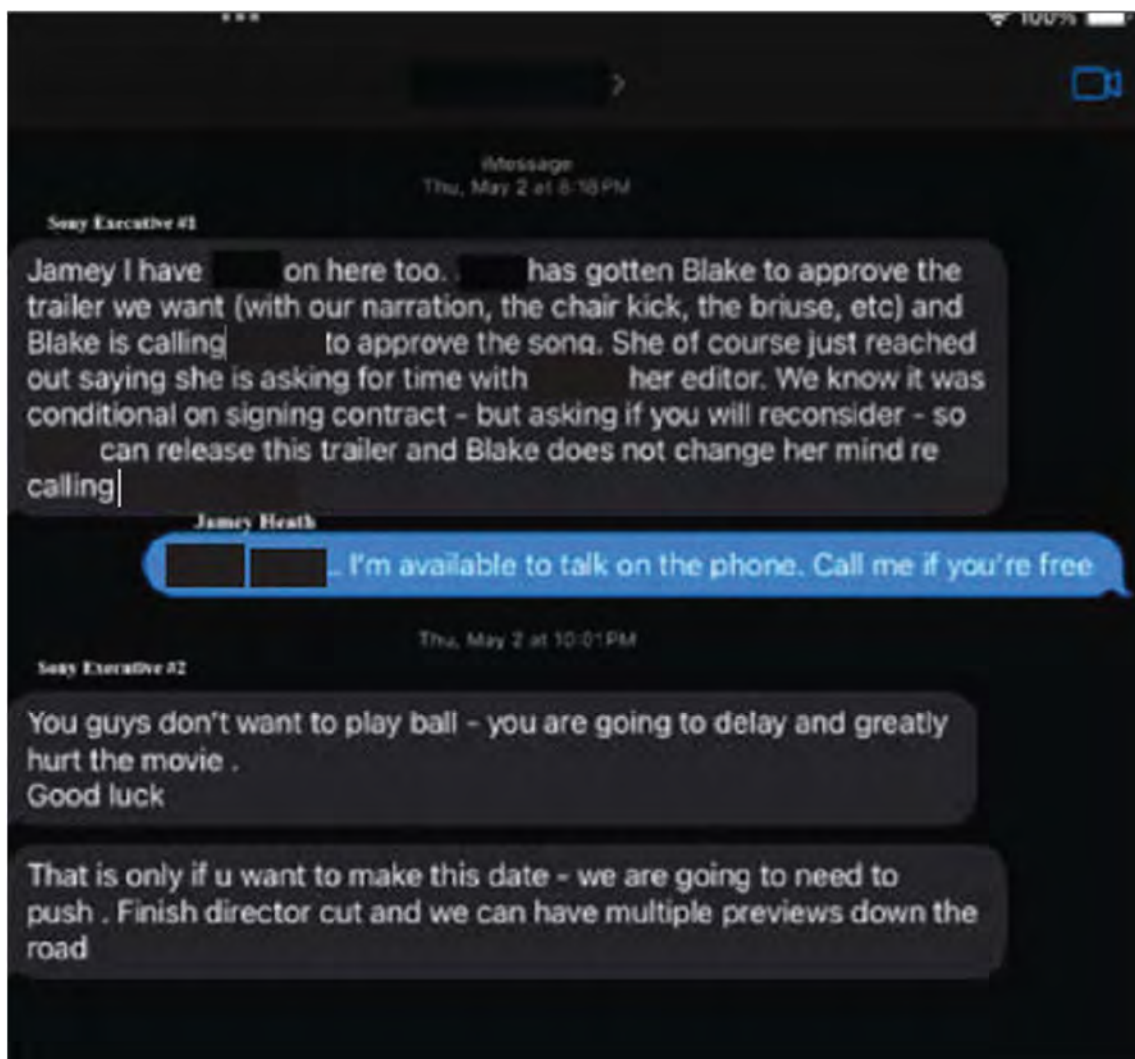 100%
iMessage
Thu, May 2 at 8:18 PM
Sony Executive #1
Jamey I have on here too. has gotten Blake to approve the
trailer we want (with our narration, the chair kick, the briuse, etc) and
Blake is calling to approve the song. She of course just reached
out saying she is asking for time with her editor. We know it was
conditional on signing contract - but asking if you will reconsider - so
can release this trailer and Blake does not change her mind re
calling
Jamey Heath
I'm available to talk on the phone. Call me if you're free
Thu, May 2 at 10:01 PM
Sony Executive #2
You guys don't want to play ball - you are going to delay and greatly
hurt the movie .
Good luck
That is only if u want to make this date - we are going to need to
push . Finish director cut and we can have multiple previews down the
road